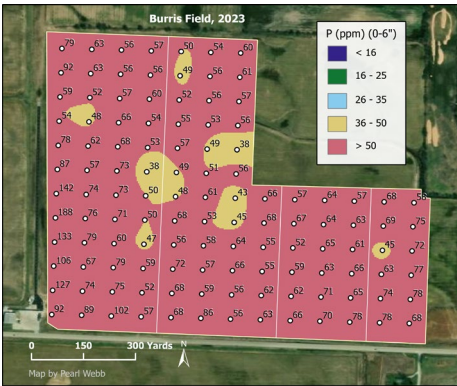 Burris Field, 2023
P (ppm) (0-6")
< 16
16 - 25
26 - 35
36 - 50
> 50
79 63 56 57 50 54 60
92 63 56 56 49 56 61
59 52 57 60 52 56 57
54 48 66 54 55 53 56
78 62 68 53 57 49 38
87 57 73 38 49 51 56
142 74 73 50 48 61 43 66 57 64 57 68 58
188 76 71 50 68 53 45 68 67 64 63 69 75
133 79 60 47 56 58 64 55 52 65 61 45 72
106 67 79 59 72 57 66 55 59 63 66 63 77
127 74 75 52 68 59 56 62 62 71 65 74 78
92 89 102 57 68 86 56 63 66 70 78 78 68
0 150 300 Yards
N
Map by Pearl Webb